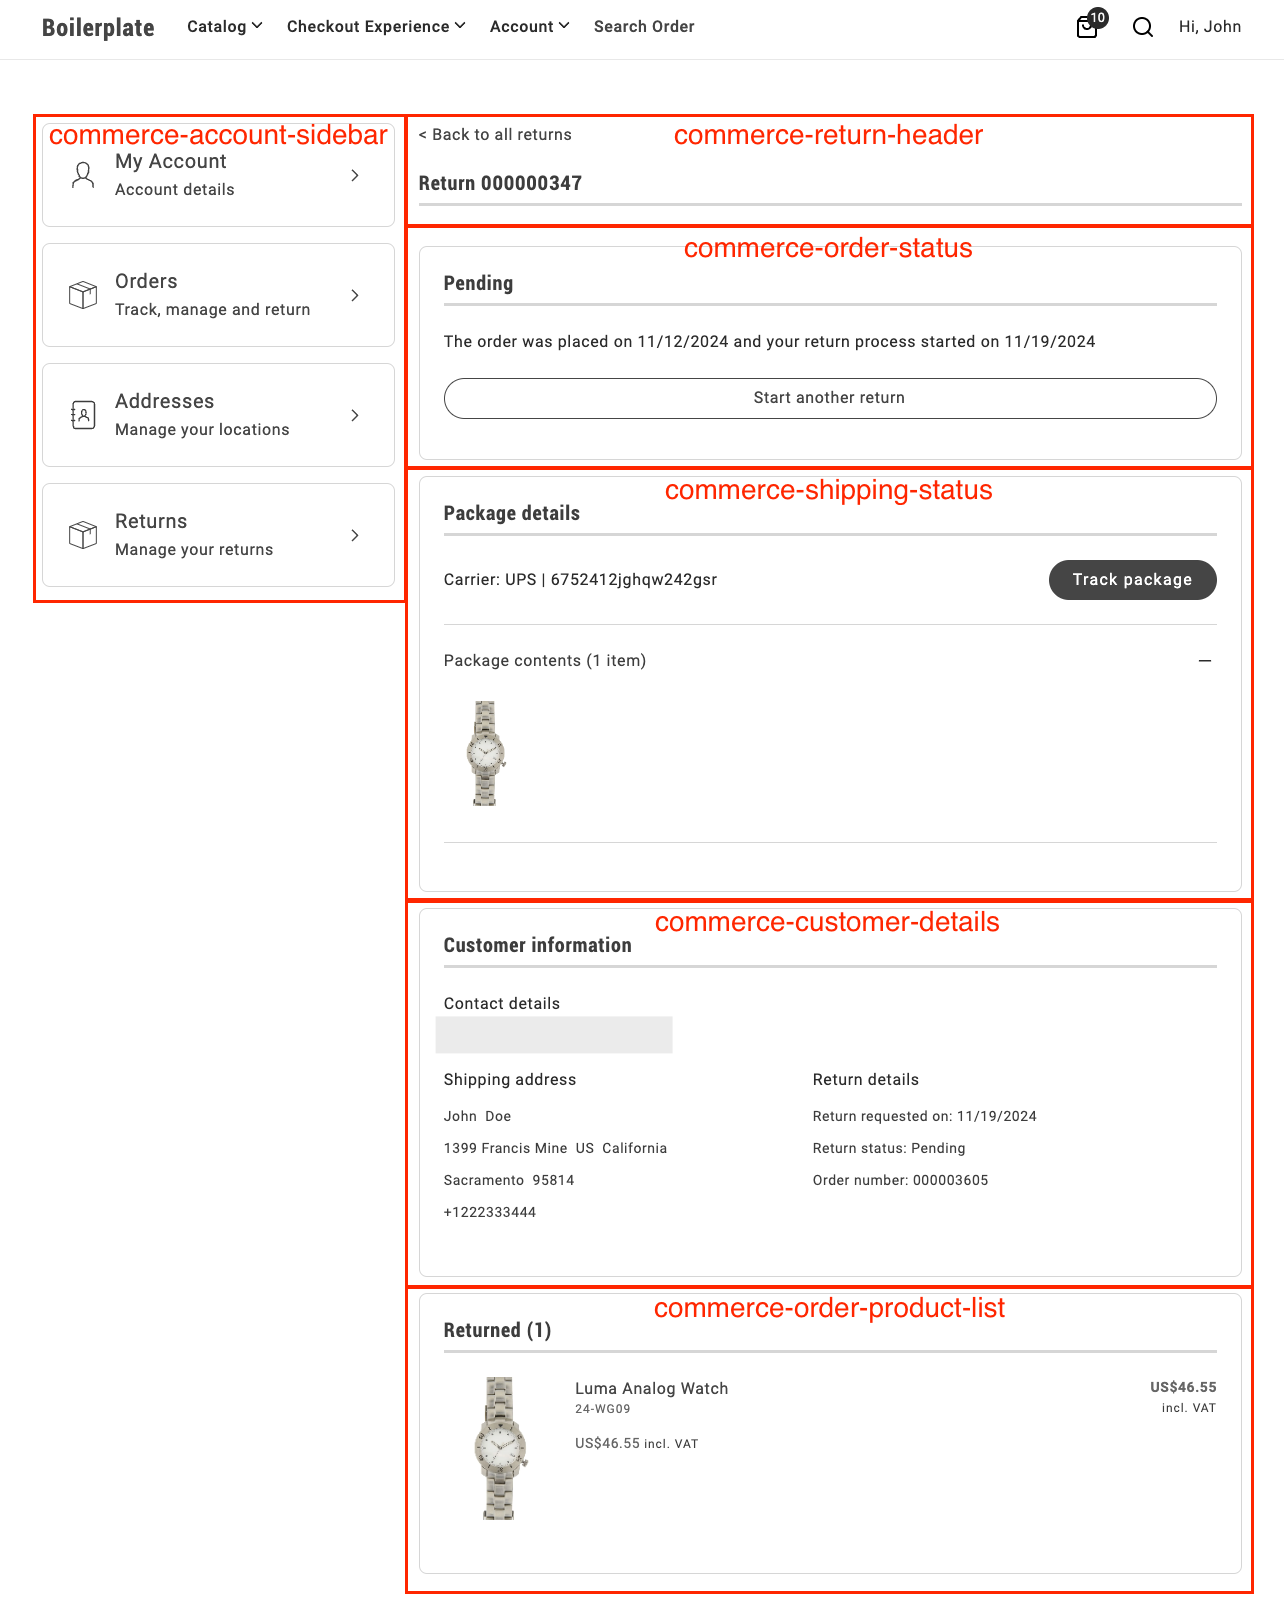 Boilerplate Catalog Checkout Experience Account Search Order 10 Hi, John
commerce-account-sidebar
My Account
Account details
Orders
Track, manage and return
Addresses
Manage your locations
Returns
Manage your returns
commerce-return-header
< Back to all returns
Return 000000347
commerce-order-status
Pending
The order was placed on 11/12/2024 and your return process started on 11/19/2024
Start another return
commerce-shipping-status
Package details
Carrier: UPS | 6752412jghqw242gsr
Track package
Package contents (1 item)
commerce-customer-details
Customer information
Contact details
Shipping address
John Doe
1399 Francis Mine US California
Sacramento 95814
+1222333444
Return details
Return requested on: 11/19/2024
Return status: Pending
Order number: 000003605
commerce-order-product-list
Returned (1)
Luma Analog Watch
24-WG09
US$46.55 incl. VAT
US$46.55
incl. VAT